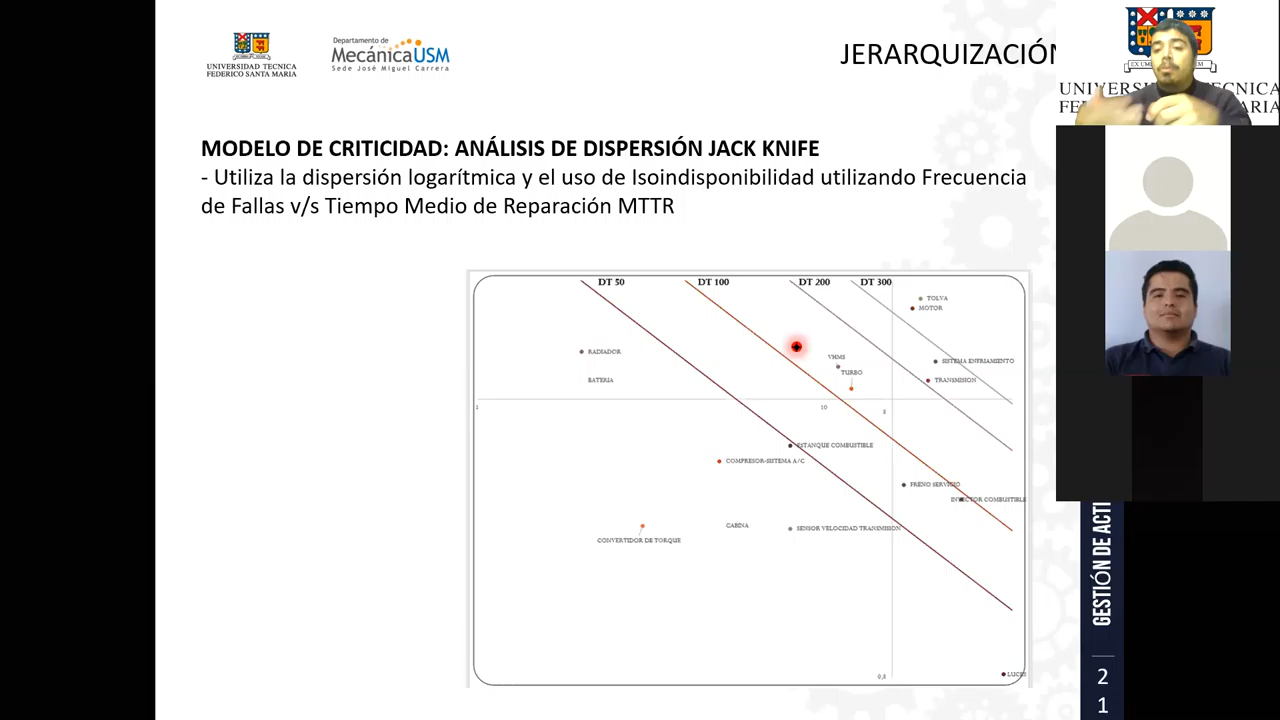 UNIVERSIDAD TECNICA
FEDERICO SANTA MARIA
Departamento de
MecánicaUSM
Sede José Miguel Carrera
JERARQUIZACIÓN
MODELO DE CRITICIDAD: ANÁLISIS DE DISPERSIÓN JACK KNIFE
- Utiliza la dispersión logarítmica y el uso de Isoindisponibilidad utilizando Frecuencia
de Fallas v/s Tiempo Medio de Reparación MTTR
DT 50
DT 100
DT 200
DT 300
TOLVA
MOTOR
RADIADOR
VHMS
SISTEMA ENFRIAMIENTO
TURBO
BATERIA
TRANSMISION
1
10
8
ESTANQUE COMBUSTIBLE
COMPRESOR-SISTEMA A/C
FRENO SERVICIO
INYECTOR COMBUSTIBLE
CABINA
SENSOR VELOCIDAD TRANSMISION
CONVERTIDOR DE TORQUE
0,8
LUCES
GESTIÓN DE ACTI
2
1